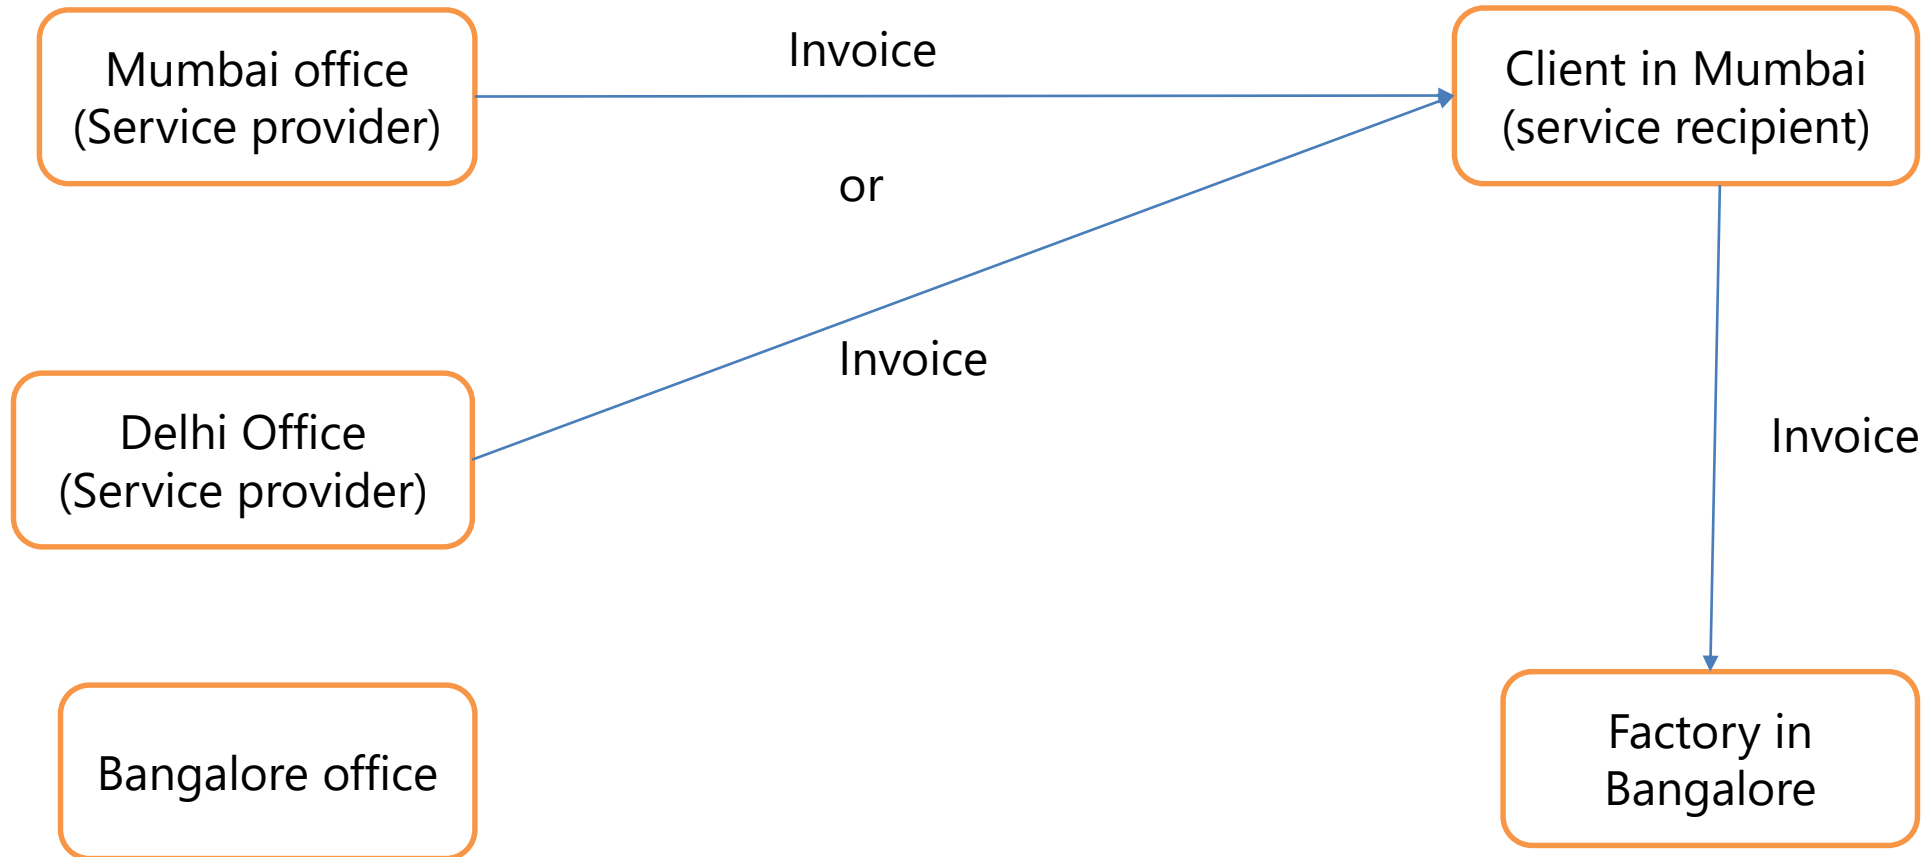 Mumbai office
(Service provider)
Invoice
Client in Mumbai
(service recipient)
or
Invoice
Delhi Office
(Service provider)
Invoice
Bangalore office
Factory in
Bangalore